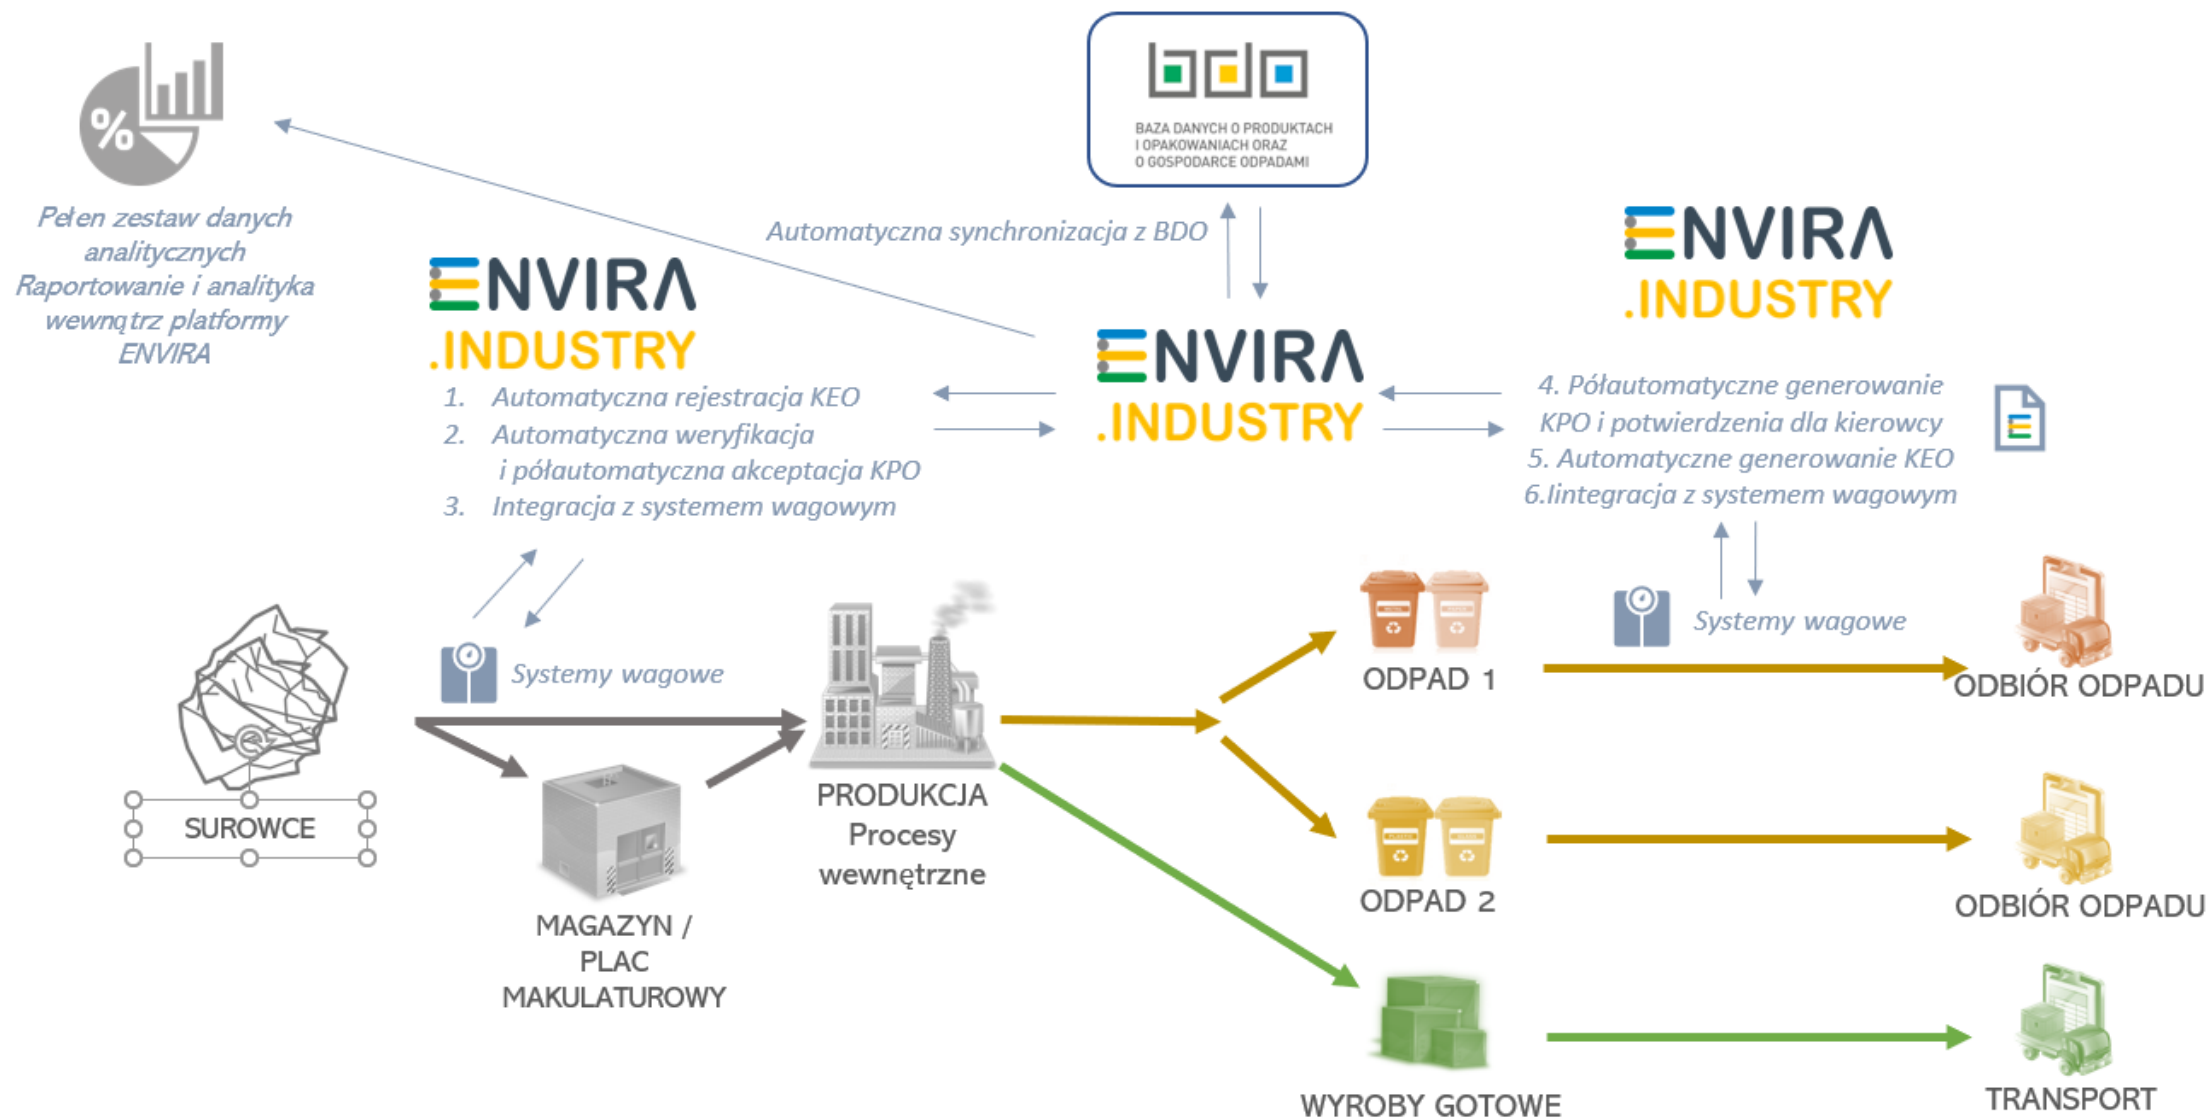 %
Pełen zestaw danych
analitycznych
Raportowanie i analityka
wewnątrz platformy
ENVIRA
bdo
BAZA DANYCH O PRODUKTACH
I OPAKOWANIACH ORAZ
O GOSPODARCE ODPADAMI
Automatyczna synchronizacja z BDO
ENVIRA
.INDUSTRY
1. Automatyczna rejestracja KEO
2. Automatyczna weryfikacja
i półautomatyczna akceptacja KPO
3. Integracja z systemem wagowym
ENVIRA
.INDUSTRY
ENVIRA
.INDUSTRY
4. Półautomatyczne generowanie
KPO i potwierdzenia dla kierowcy
5. Automatyczne generowanie KEO
6.Iintegracja z systemem wagowym
Systemy wagowe
Systemy wagowe
SUROWCE
MAGAZYN /
PLAC
MAKULATUROWY
PRODUKCJA
Procesy
wewnętrzne
ODPAD 1
ODBIÓR ODPADU
ODPAD 2
ODBIÓR ODPADU
WYROBY GOTOWE
TRANSPORT